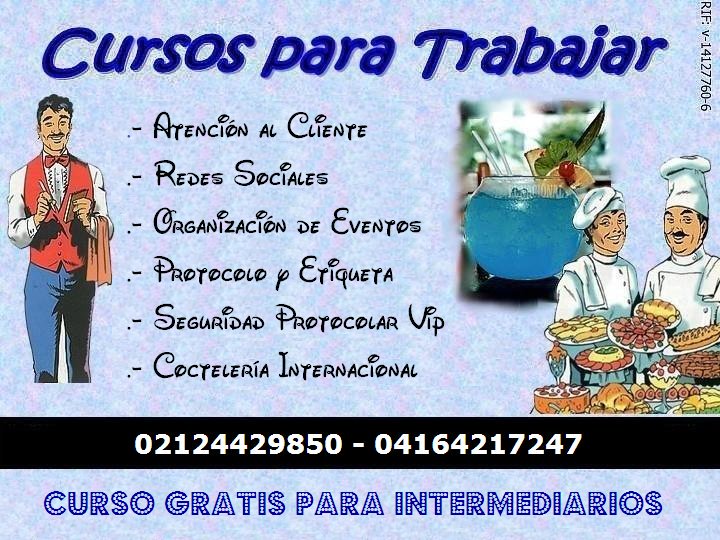 Cursos para Trabajar
RIF: v-14127760-6
.- Atención al Cliente
.- Redes Sociales
.- Organización de Eventos
.- Protocolo y Etiqueta
.- Seguridad Protocolar Vip
.- Coctelería Internacional
02124429850 - 04164217247
CURSO GRATIS PARA INTERMEDIARIOS